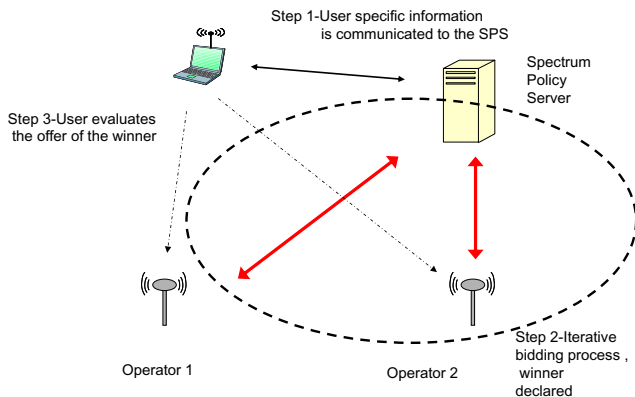 Step 1-User specific information
is communicated to the SPS
Spectrum
Policy
Server
Step 3-User evaluates
the offer of the winner
Step 2-Iterative
bidding process ,
winner
declared
Operator 1
Operator 2